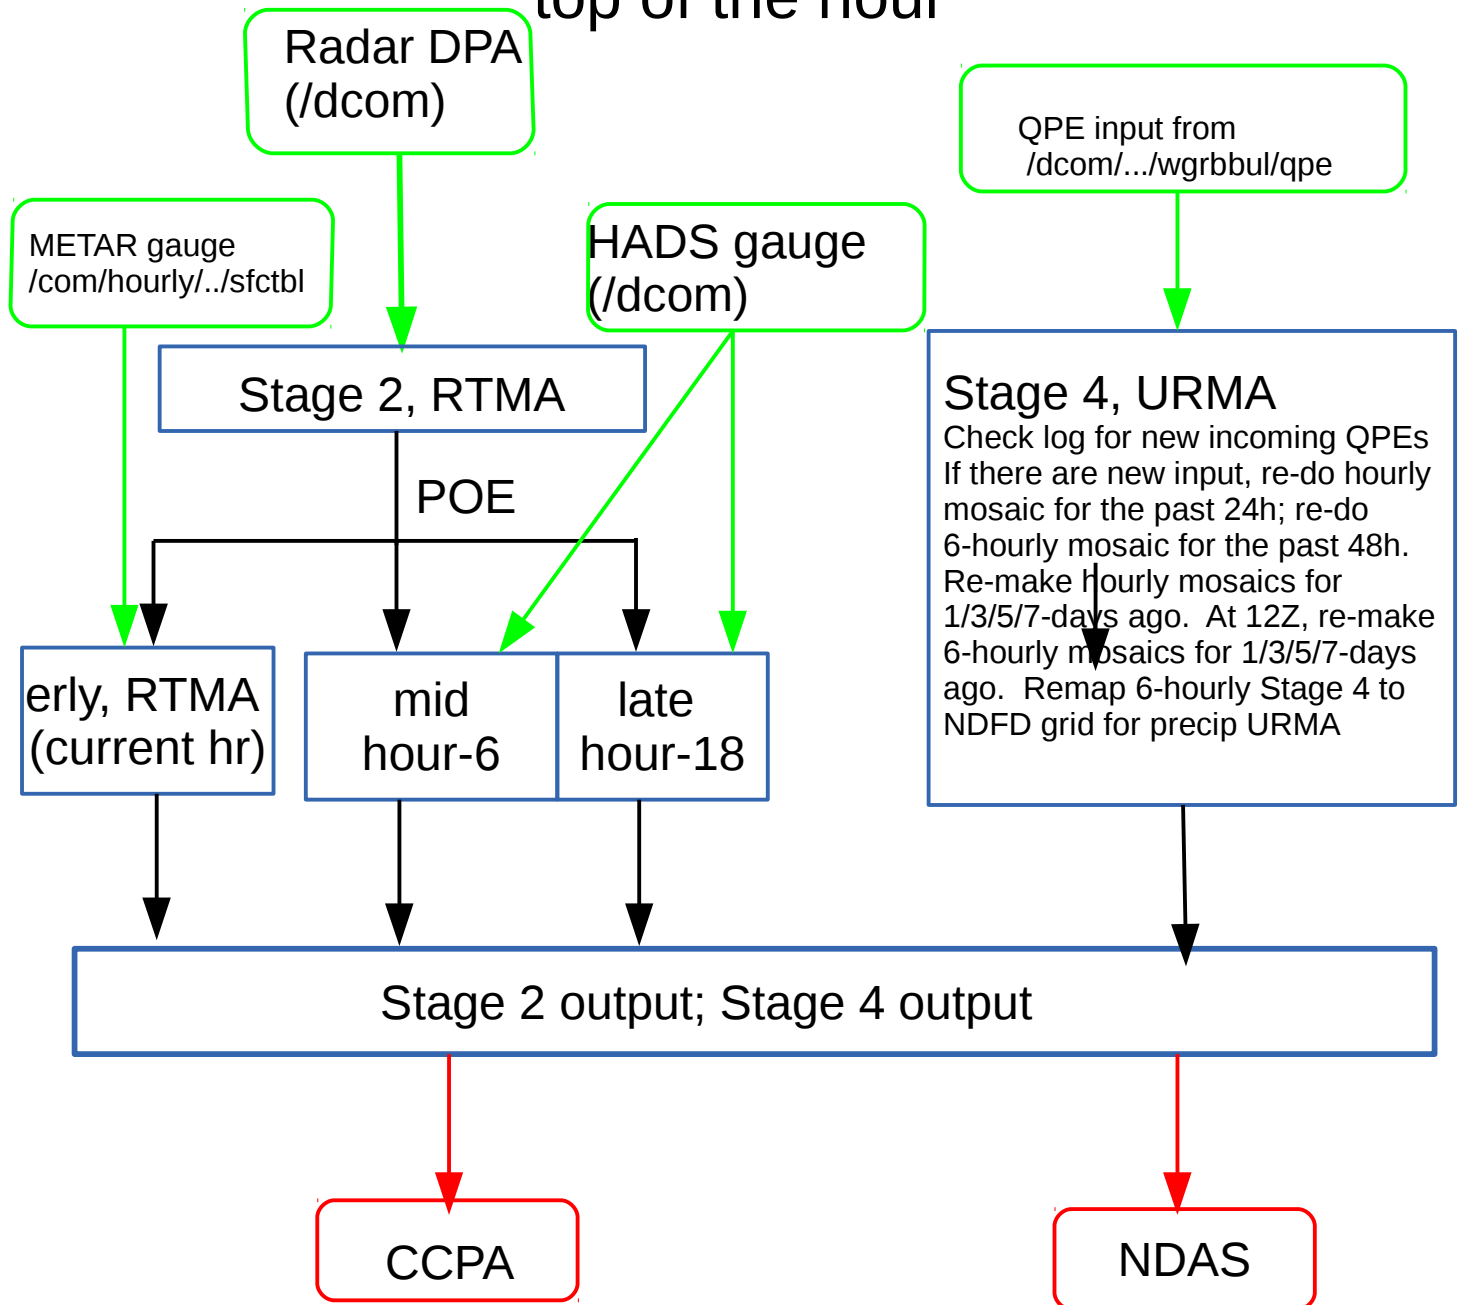 top of the hour
Radar DPA
(/dcom)
QPE input from
/dcom/.../wgrbbul/qpe
METAR gauge
/com/hourly/../sfctbl
HADS gauge
(/dcom)
Stage 2, RTMA
POE
Stage 4, URMA
Check log for new incoming QPEs
If there are new input, re-do hourly
mosaic for the past 24h; re-do
6-hourly mosaic for the past 48h.
Re-make hourly mosaics for
1/3/5/7-days ago.  At 12Z, re-make
6-hourly mosaics for 1/3/5/7-days
ago.  Remap 6-hourly Stage 4 to
NDFD grid for precip URMA
erly, RTMA
(current hr)
mid
hour-6
late
hour-18
Stage 2 output; Stage 4 output
CCPA
NDAS